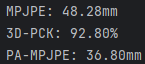 MPJPE: 48.28mm
3D-PCK: 92.80%
PA-MPJPE: 36.80mm